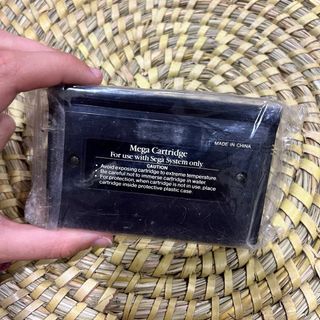 MADE IN CHINA
Mega Cartridge
For use with Sega System only
CAUTION
• Avoid exposing cartridge to extreme temperature
• Be careful not to immerse cartridge in water
• For protection, when cartridge is not in use, place
cartridge inside protective plastic case